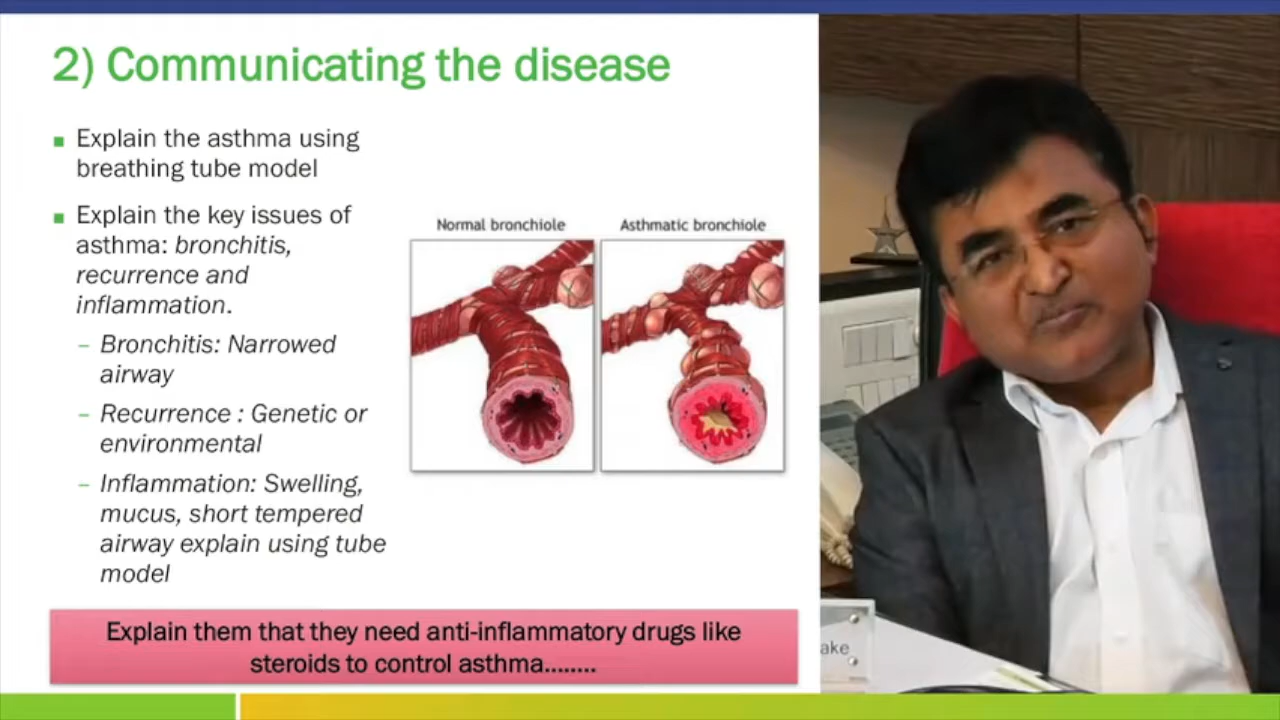 2) Communicating the disease
Explain the asthma using
breathing tube model
Explain the key issues of
asthma: bronchitis,
recurrence and
inflammation.
– Bronchitis: Narrowed
airway
– Recurrence : Genetic or
environmental
– Inflammation: Swelling,
mucus, short tempered
airway explain using tube
model
Normal bronchiole
Asthmatic bronchiole
Explain them that they need anti-inflammatory drugs like
steroids to control asthma........
ake